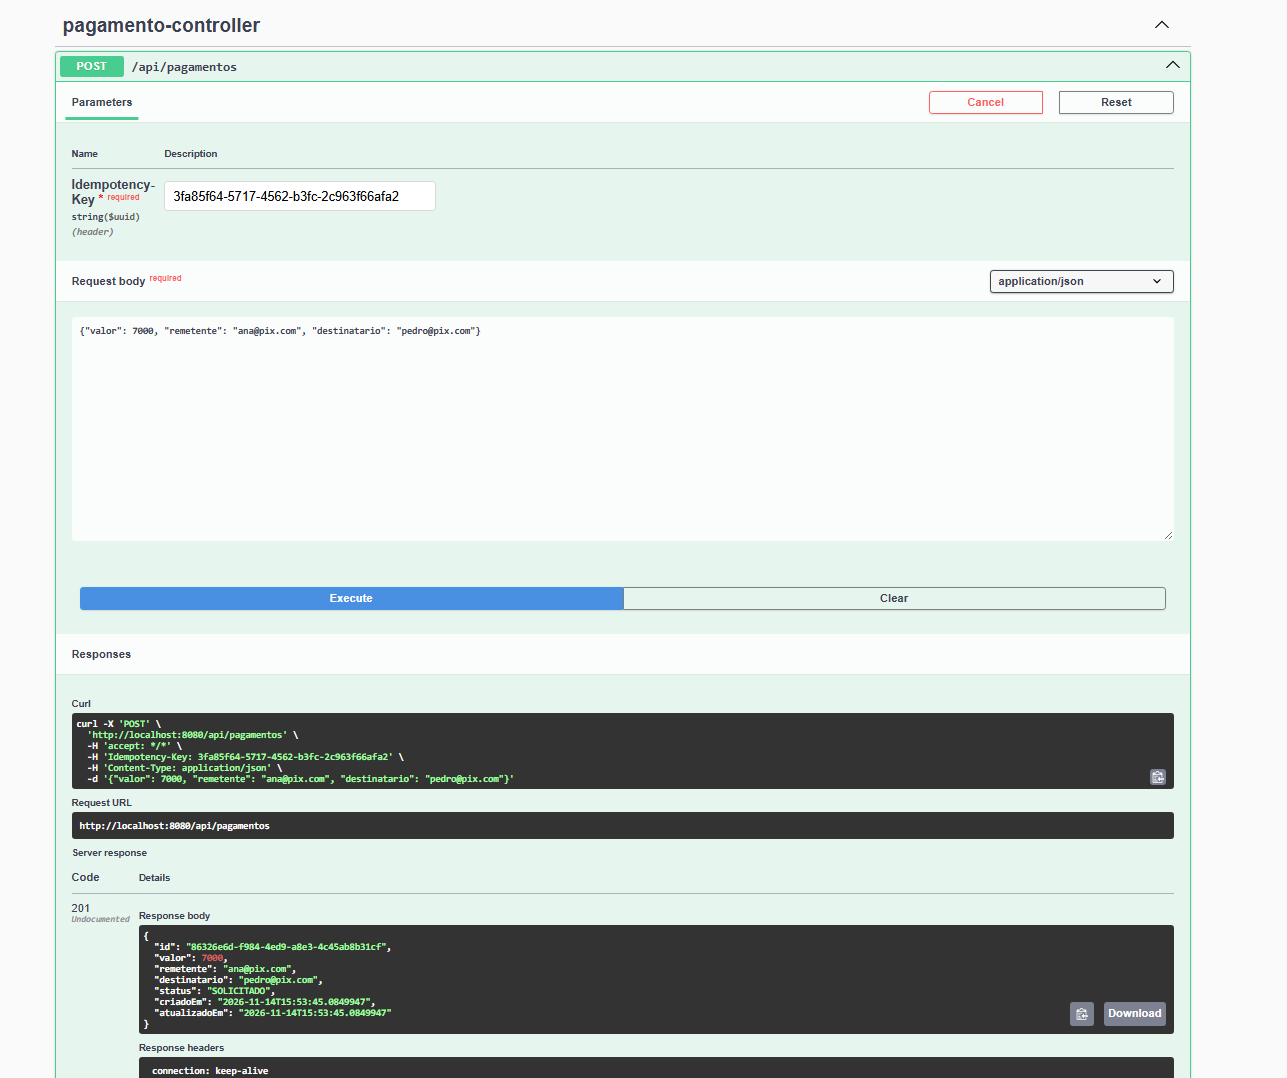 pagamento-controller
POST /api/pagamentos
Parameters
Cancel
Reset
Name Description
Idempotency-
Key * required
3fa85f64-5717-4562-b3fc-2c963f66afa2
string($uuid)
(header)
Request body required
application/json
{"valor": 7000, "remetente": "ana@pix.com", "destinatario": "pedro@pix.com"}
Execute
Clear
Responses
Curl
curl -X 'POST' \
'http://localhost:8080/api/pagamentos' \
-H 'accept: */*' \
-H 'Idempotency-Key: 3fa85f64-5717-4562-b3fc-2c963f66afa2' \
-H 'Content-Type: application/json' \
-d '{"valor": 7000, "remetente": "ana@pix.com", "destinatario": "pedro@pix.com"}'
Request URL
http://localhost:8080/api/pagamentos
Server response
Code Details
201
Undocumented
Response body
{
"id": "86326e6d-f984-4ed9-a8e3-4c45ab8b31cf",
"valor": 7000,
"remetente": "ana@pix.com",
"destinatario": "pedro@pix.com",
"status": "SOLICITADO",
"criadoEm": "2026-11-14T15:53:45.0849947",
"atualizadoEm": "2026-11-14T15:53:45.0849947"
}
Download
Response headers
connection: keep-alive